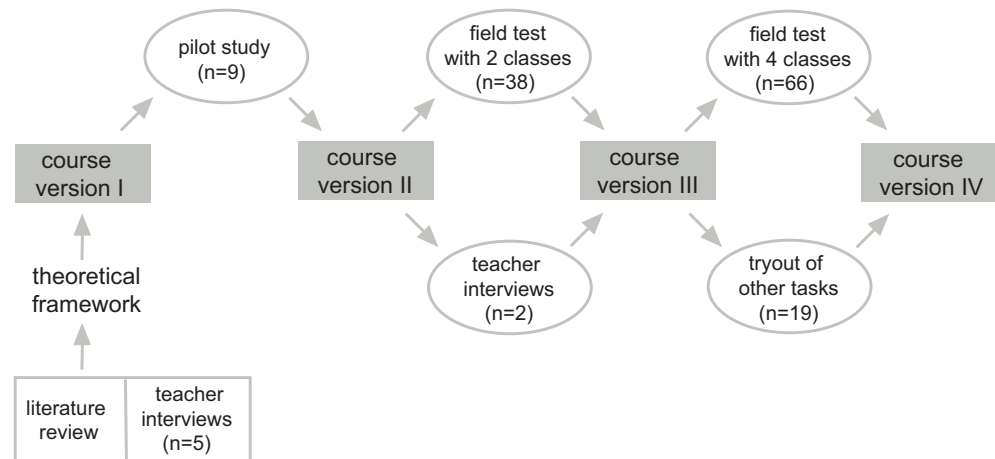 pilot study
(n=9)
field test
with 2 classes
(n=38)
field test
with 4 classes
(n=66)
course
version I
course
version II
course
version III
course
version IV
theoretical
framework
teacher
interviews
(n=2)
tryout of
other tasks
(n=19)
literature
review
teacher
interviews
(n=5)